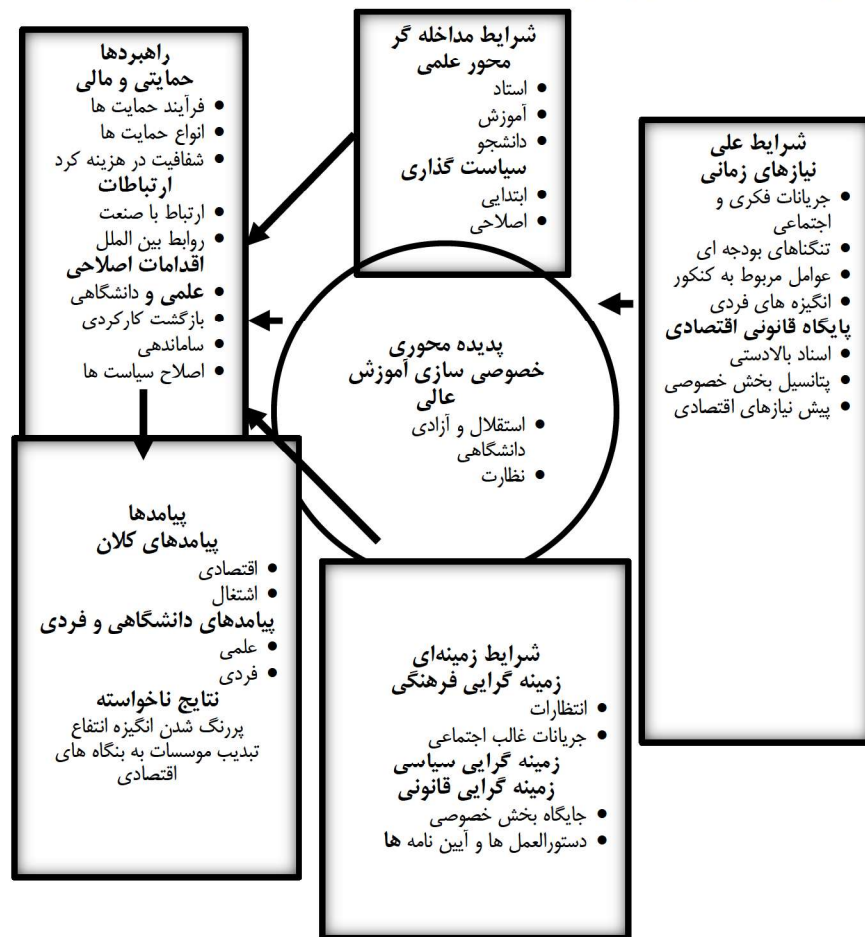 شرایط علی
نیازهای زمانی
• جریانات فکری و
اجتماعی
• تنگناهای بودجه ای
• عوامل مربوط به کنکور
• انگیزه های فردی
پایگاه قانونی اقتصادی
• اسناد بالادستی
• پتانسیل بخش خصوصی
• پیش نیازهای اقتصادی
شرایط مداخله گر
محور علمی
• استاد
• آموزش
• دانشجو
سیاست گذاری
• ابتدایی
• اصلاحی
پدیده محوری
خصوصی سازی آموزش
عالی
• استقلال و آزادی
دانشگاهی
• نظارت
شرایط زمینه‌ای
زمینه گرایی فرهنگی
• انتظارات
• جریانات غالب اجتماعی
زمینه گرایی سیاسی
زمینه گرایی قانونی
• جایگاه بخش خصوصی
• دستورالعمل ها و آیین نامه ها
راهبردها
حمایتی و مالی
• فرآیند حمایت ها
• انواع حمایت ها
• شفافیت در هزینه کرد
ارتباطات
• ارتباط با صنعت
• روابط بین الملل
اقدامات اصلاحی
• علمی و دانشگاهی
• بازگشت کارکردی
• ساماندهی
• اصلاح سیاست ها
پیامدها
پیامدهای کلان
• اقتصادی
• اشتغال
پیامدهای دانشگاهی و فردی
• علمی
• فردی
نتایج ناخواسته
پررنگ شدن انگیزه انتفاع
تبدیب موسسات به بنگاه های
اقتصادی